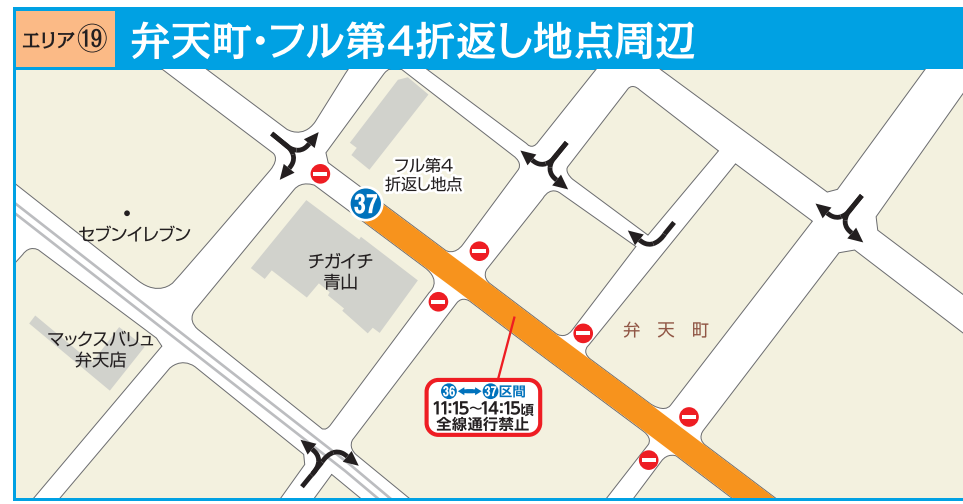 エリア⑲
弁天町・フル第4折返し地点周辺
フル第4
折返し地点
37
セブンイレブン
チガイチ
青山
マックスバリュ
弁天店
弁天町
㊱⟷㊲区間
11:15～14:15頃
全線通行禁止